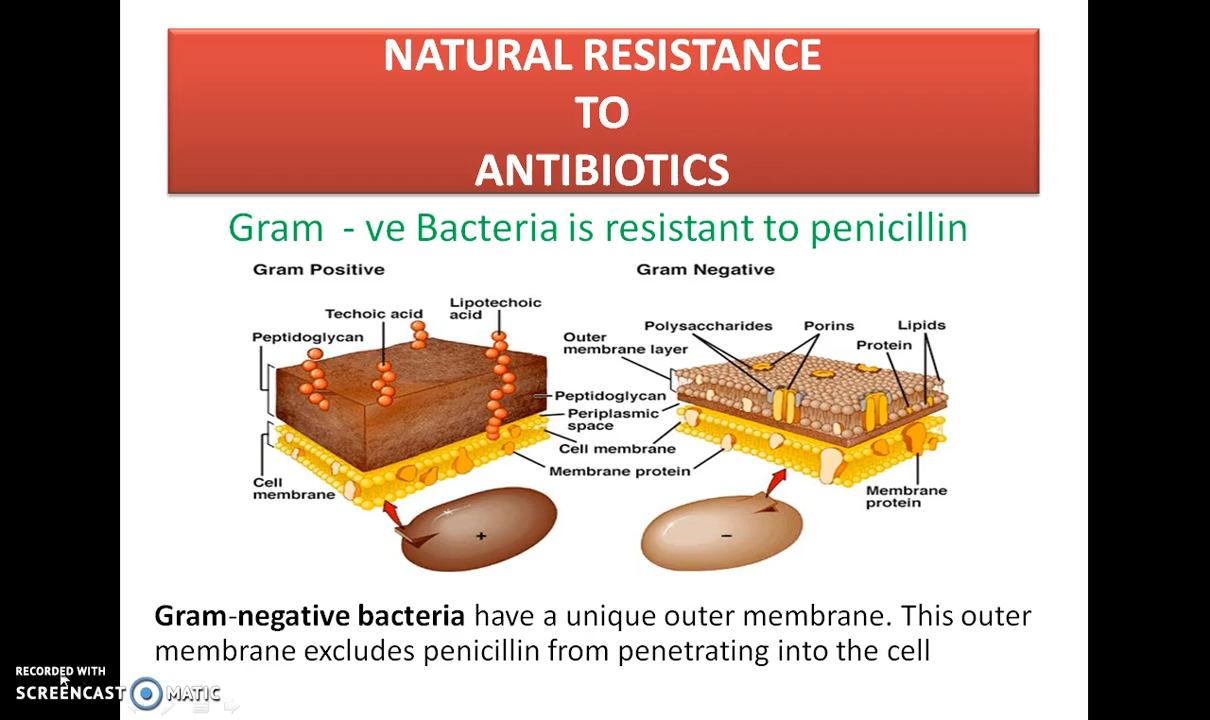 NATURAL RESISTANCE
TO
ANTIBIOTICS
Gram - ve Bacteria is resistant to penicillin
Gram Positive
Gram Negative
Lipotechoic
acid
Techoic acid
Peptidoglycan
Cell
membrane
Polysaccharides
Porins
Lipids
Protein
Outer
membrane layer
Peptidoglycan
Periplasmic
space
Cell membrane
Membrane protein
Membrane
protein
+
–
Gram-negative bacteria have a unique outer membrane. This outer
membrane excludes penicillin from penetrating into the cell
RECORDED WITH
SCREENCAST MATIC